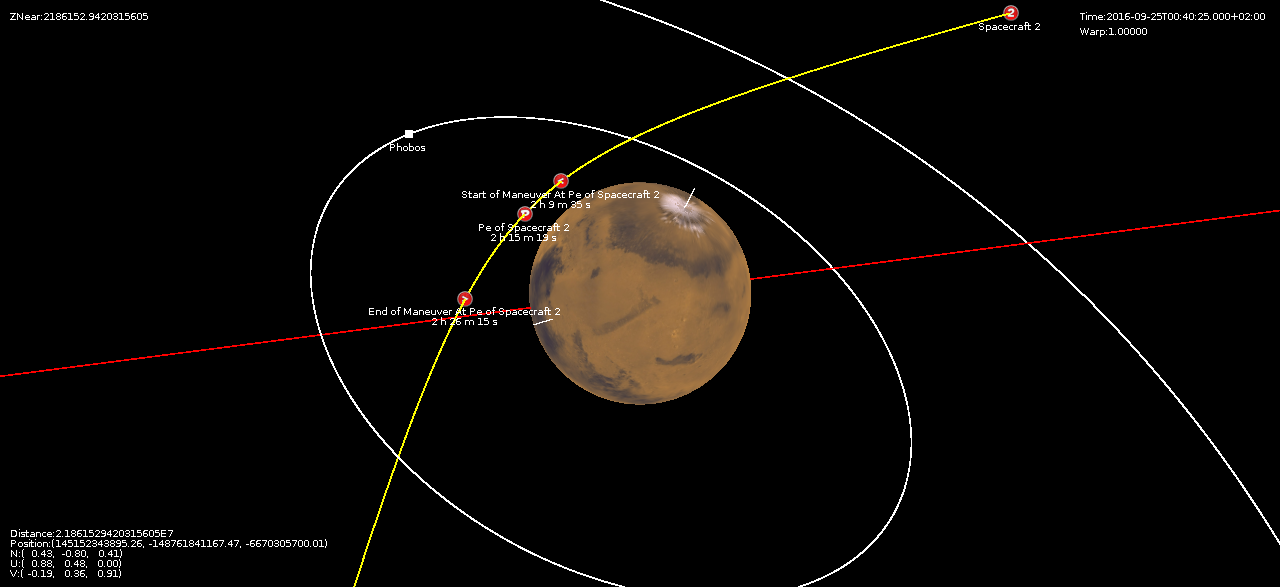 ZNear:2186152.9420315605
Time:2016-09-25T00:40:25.000+02:00
Warp:1.00000
2
Spacecraft 2
Phobos
Start of Maneuver At Pe of Spacecraft 2
2 h 9 m 35 s
P
Pe of Spacecraft 2
2 h 15 m 19 s
End of Maneuver At Pe of Spacecraft 2
2 h 26 m 15 s
Distance:2.1861529420315605E7
Position:(145152343895.26, -148761841167.47, -6670305700.01)
N:( 0.43, -0.80, 0.41)
U:( 0.88, 0.48, 0.00)
V:( -0.19, 0.36, 0.91)